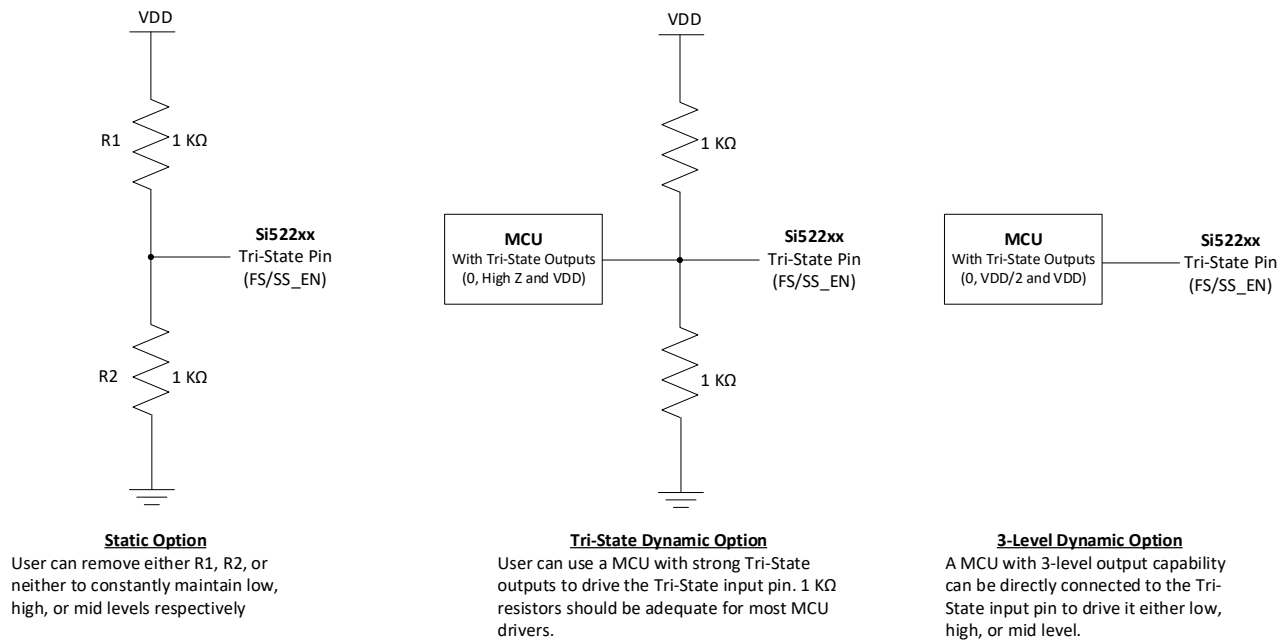 VDD
R1
1 KΩ
Si522xx
Tri-State Pin
(FS/SS_EN)
R2
1 KΩ
Static Option
User can remove either R1, R2, or
neither to constantly maintain low,
high, or mid levels respectively
VDD
1 KΩ
MCU
With Tri-State Outputs
(0, High Z and VDD)
Si522xx
Tri-State Pin
(FS/SS_EN)
1 KΩ
Tri-State Dynamic Option
User can use a MCU with strong Tri-State
outputs to drive the Tri-State input pin. 1 KΩ
resistors should be adequate for most MCU
drivers.
MCU
With Tri-State Outputs
(0, VDD/2 and VDD)
Si522xx
Tri-State Pin
(FS/SS_EN)
3-Level Dynamic Option
A MCU with 3-level output capability
can be directly connected to the Tri-
State input pin to drive it either low,
high, or mid level.